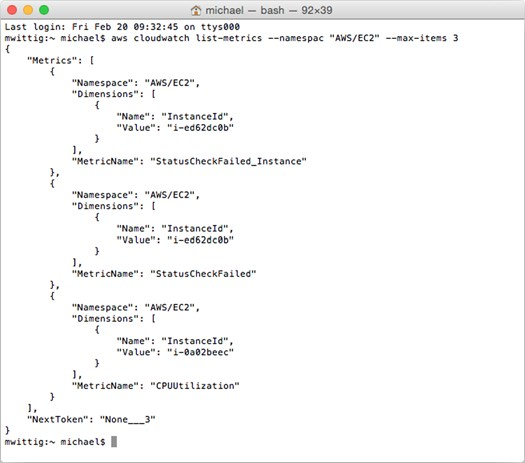 michael — bash — 92×39
Last login: Fri Feb 20 09:32:45 on ttys000
mwittig:~ michael$ aws cloudwatch list-metrics --namespac "AWS/EC2" --max-items 3
{
    "Metrics": [
        {
            "Namespace": "AWS/EC2",
            "Dimensions": [
                {
                    "Name": "InstanceId",
                    "Value": "i-ed62dc0b"
                }
            ],
            "MetricName": "StatusCheckFailed_Instance"
        },
        {
            "Namespace": "AWS/EC2",
            "Dimensions": [
                {
                    "Name": "InstanceId",
                    "Value": "i-ed62dc0b"
                }
            ],
            "MetricName": "StatusCheckFailed"
        },
        {
            "Namespace": "AWS/EC2",
            "Dimensions": [
                {
                    "Name": "InstanceId",
                    "Value": "i-0a02beec"
                }
            ],
            "MetricName": "CPUUtilization"
        }
    ],
    "NextToken": "None___3"
}
mwittig:~ michael$